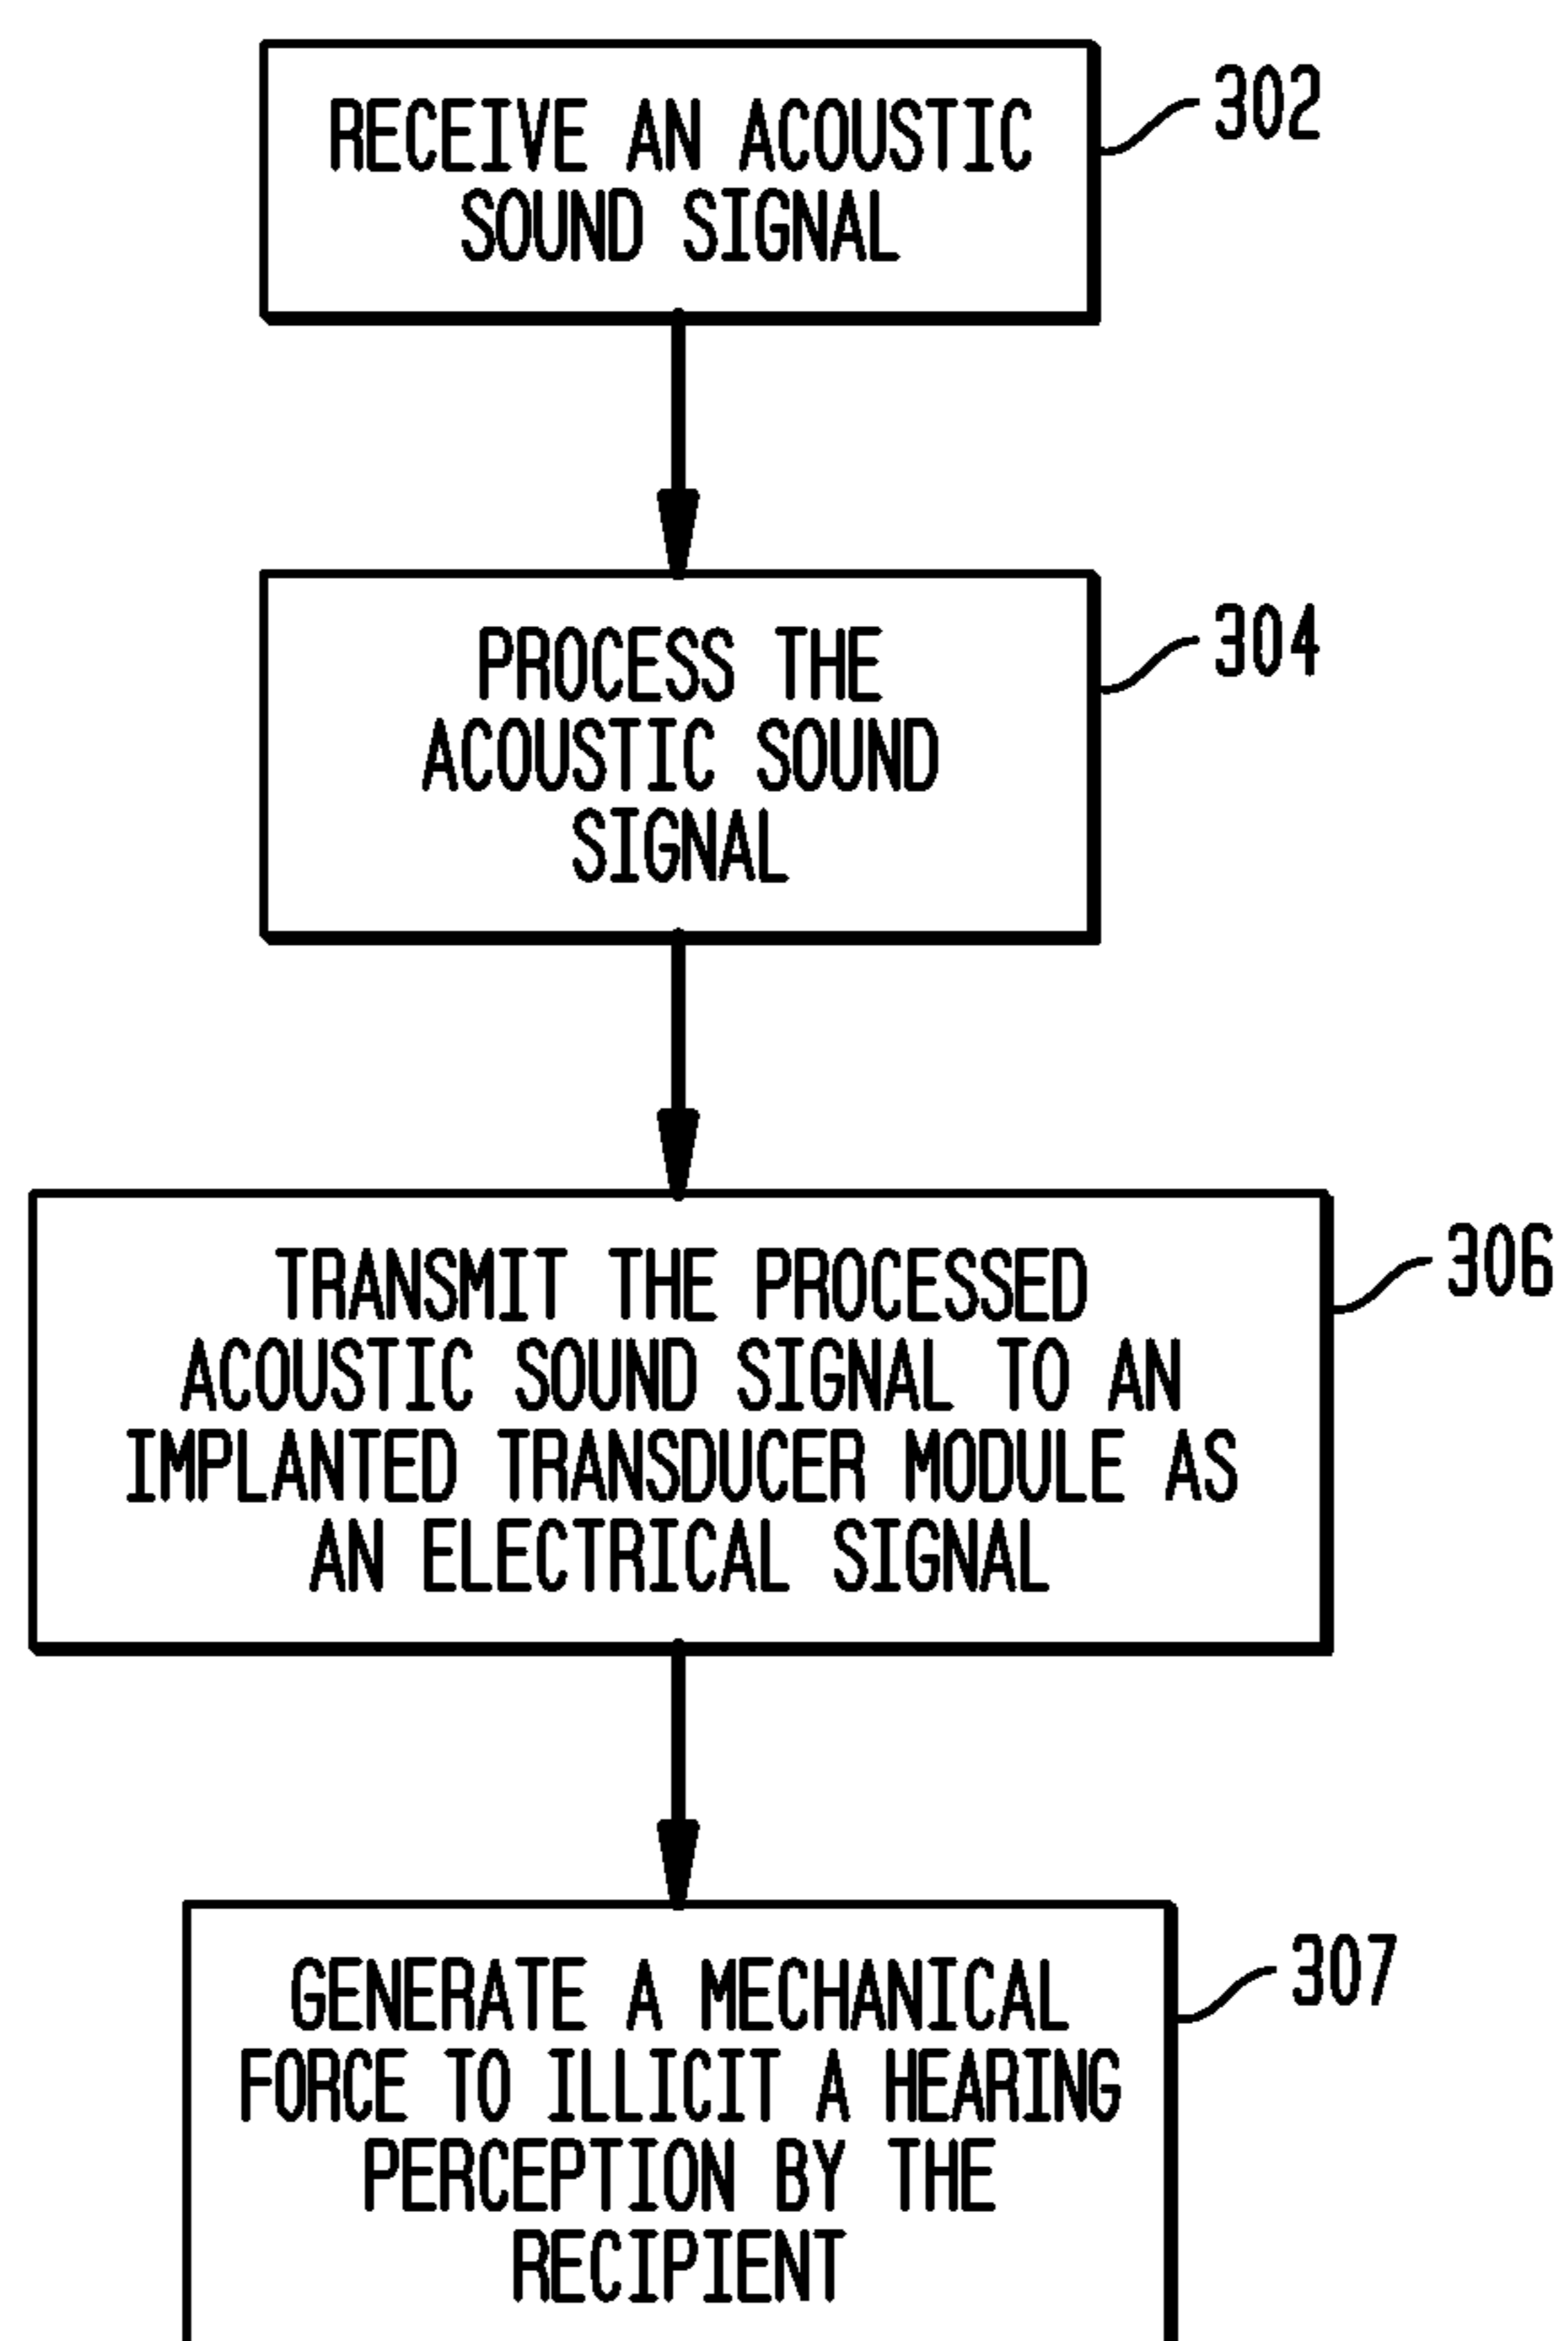 RECEIVE AN ACOUSTIC
SOUND SIGNAL
302
PROCESS THE
ACOUSTIC SOUND
SIGNAL
304
TRANSMIT THE PROCESSED
ACOUSTIC SOUND SIGNAL TO AN
IMPLANTED TRANSDUCER MODULE AS
AN ELECTRICAL SIGNAL
306
GENERATE A MECHANICAL
FORCE TO ILLICIT A HEARING
PERCEPTION BY THE
RECIPIENT
307